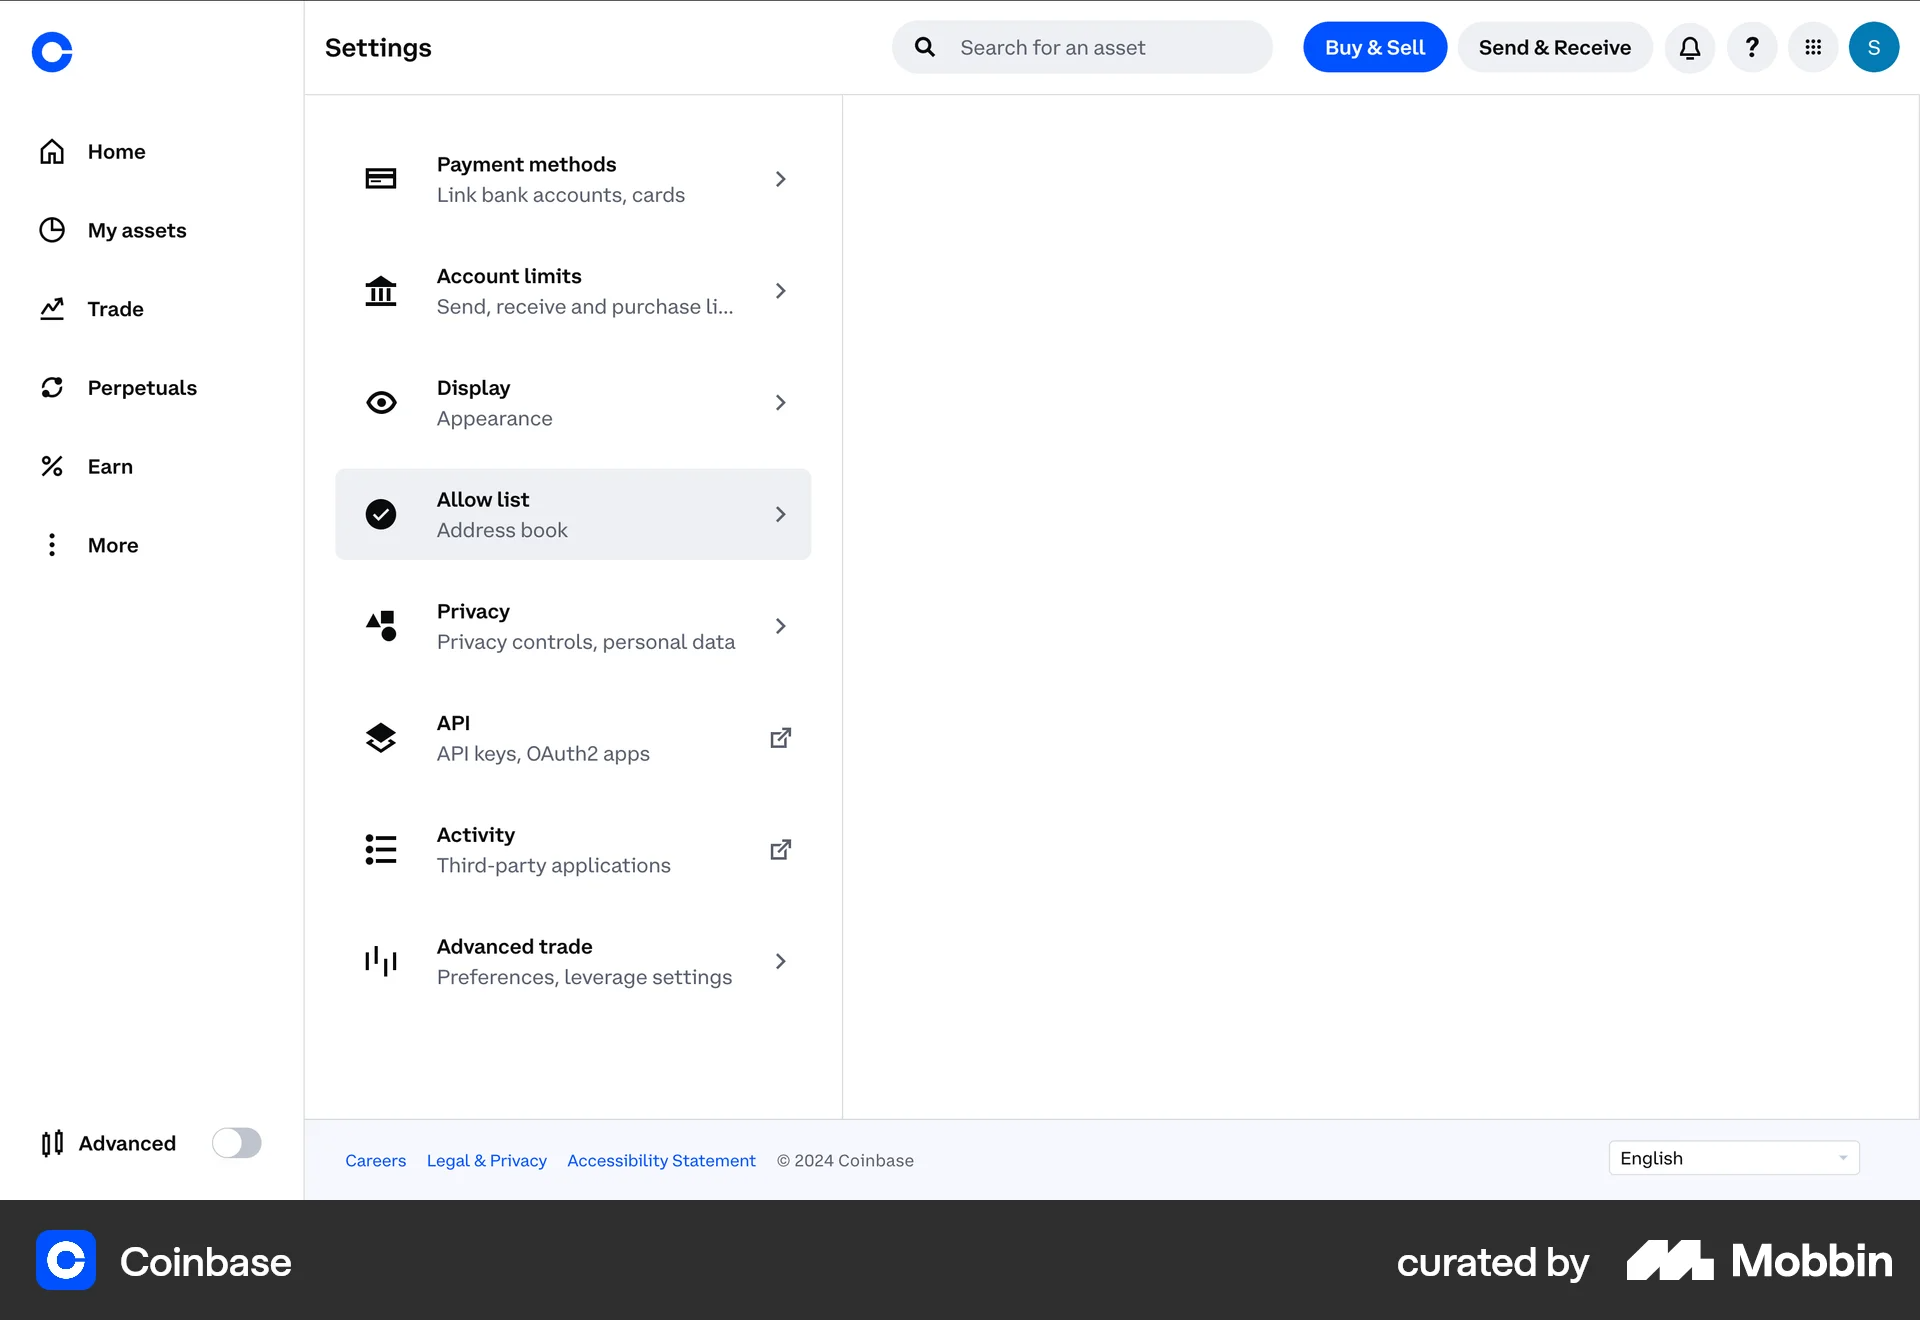 Settings
Search for an asset
Buy & Sell
Send & Receive
?
S
Home
My assets
Trade
Perpetuals
Earn
More
Advanced
Payment methods
Link bank accounts, cards
Account limits
Send, receive and purchase li...
Display
Appearance
Allow list
Address book
Privacy
Privacy controls, personal data
API
API keys, OAuth2 apps
Activity
Third-party applications
Advanced trade
Preferences, leverage settings
Careers Legal & Privacy Accessibility Statement © 2024 Coinbase
English
Coinbase
curated by Mobbin